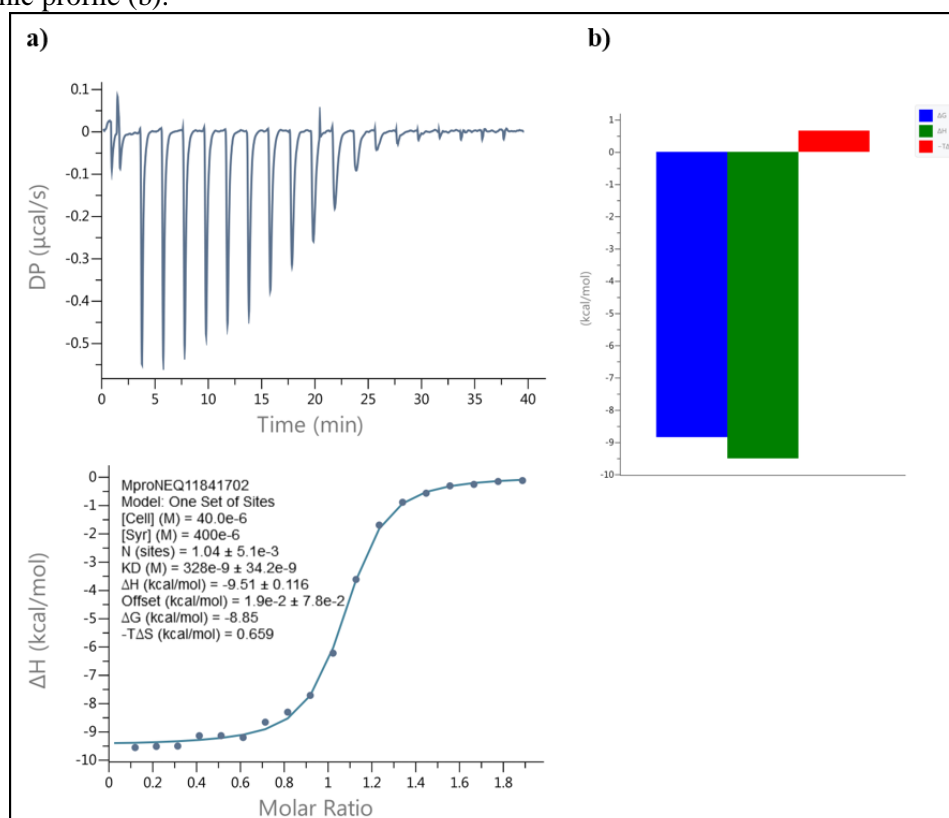 profile (b).
a)
0.1
0
-0.1
-0.2
-0.3
-0.4
-0.5
DP (µcal/s)
0 5 10 15 20 25 30 35 40
Time (min)
0
-1
-2
-3
-4
-5
-6
-7
-8
-9
-10
ΔH (kcal/mol)
MproNEQ11841702
Model: One Set of Sites
[Cell] (M) = 40.0e-6
[Syr] (M) = 400e-6
N (sites) = 1.04 ± 5.1e-3
KD (M) = 328e-9 ± 34.2e-9
ΔH (kcal/mol) = -9.51 ± 0.116
Offset (kcal/mol) = 1.9e-2 ± 7.8e-2
ΔG (kcal/mol) = -8.85
-TΔS (kcal/mol) = 0.659
0 0.2 0.4 0.6 0.8 1 1.2 1.4 1.6 1.8
Molar Ratio
b)
1
0
-1
-2
-3
-4
-5
-6
-7
-8
-9
-10
(kcal/mol)
ΔG
ΔH